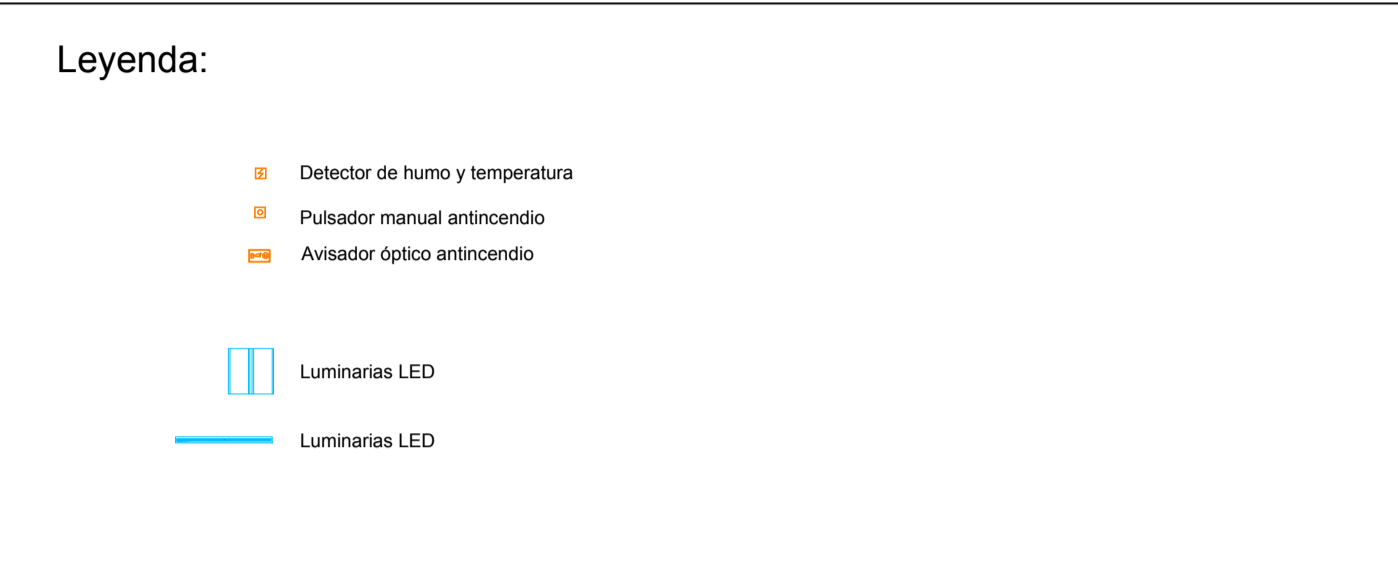 Leyenda:
Detector de humo y temperatura
Pulsador manual antincendio
Avisador óptico antincendio
Luminarias LED
Luminarias LED